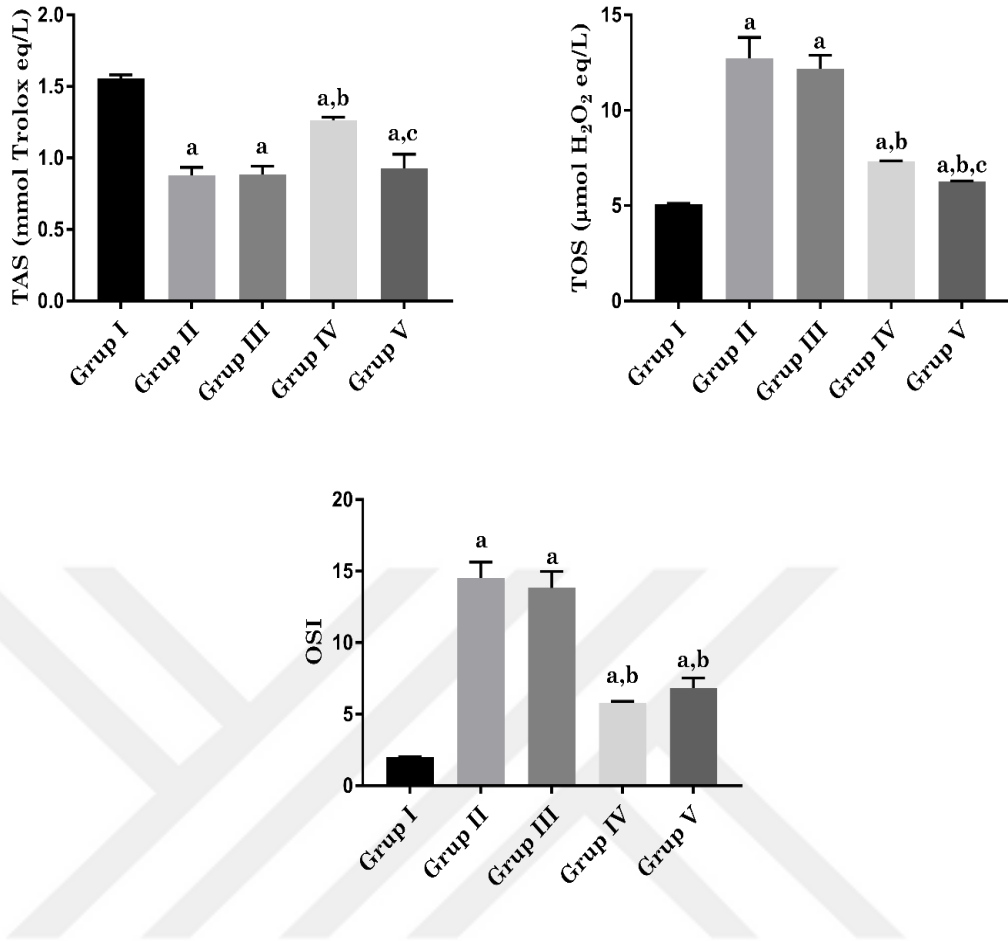 TAS (mmol Trolox eq/L)
2.0
1.5
1.0
0.5
0.0
a
a
a,b
a,c
Grup I
Grup II
Grup III
Grup IV
Grup V
TOS (μmol H₂O₂ eq/L)
15
10
5
0
a
a
a,b
a,b,c
Grup I
Grup II
Grup III
Grup IV
Grup V
OSI
20
15
10
5
0
a
a
a,b
a,b
Grup I
Grup II
Grup III
Grup IV
Grup V